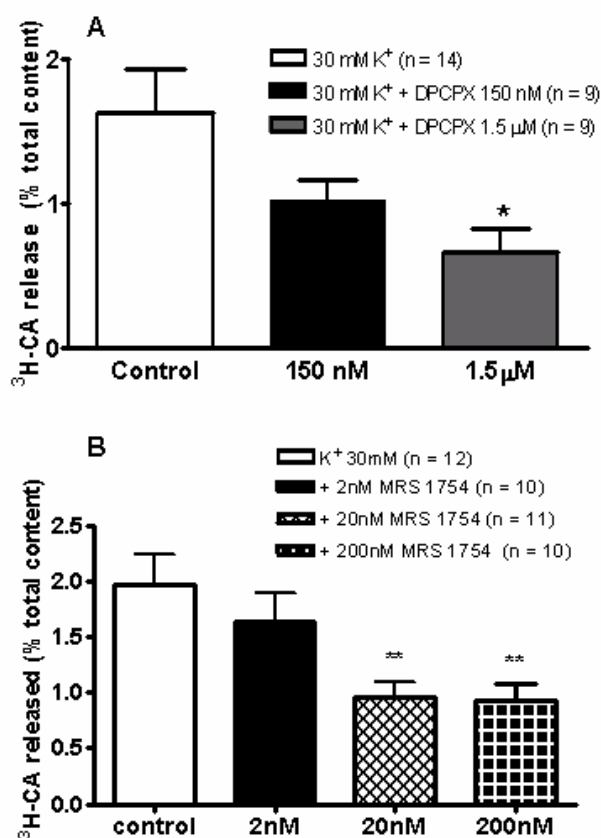 A
30 mM K⁺ (n = 14)
30 mM K⁺ + DPCPX 150 nM (n = 9)
30 mM K⁺ + DPCPX 1.5 µM (n = 9)
2
1
0
³H-CA release (% total content)
*
Control 150 nM 1.5µM
B
K⁺ 30mM (n = 12)
+ 2nM MRS 1754 (n = 10)
+ 20nM MRS 1754 (n = 11)
+ 200nM MRS 1754 (n = 10)
2.5
2.0
1.5
1.0
0.5
0.0
³H-CA released (% total content)
** **
control 2nM 20nM 200nM